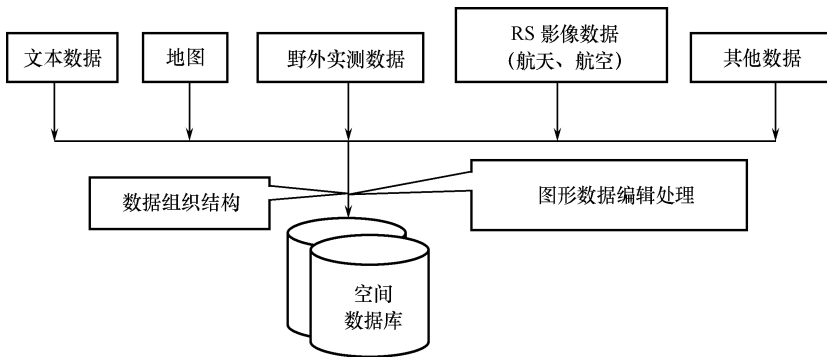 文本数据
地图
野外实测数据
RS 影像数据
（航天、航空）
其他数据
数据组织结构
图形数据编辑处理
空间
数据库